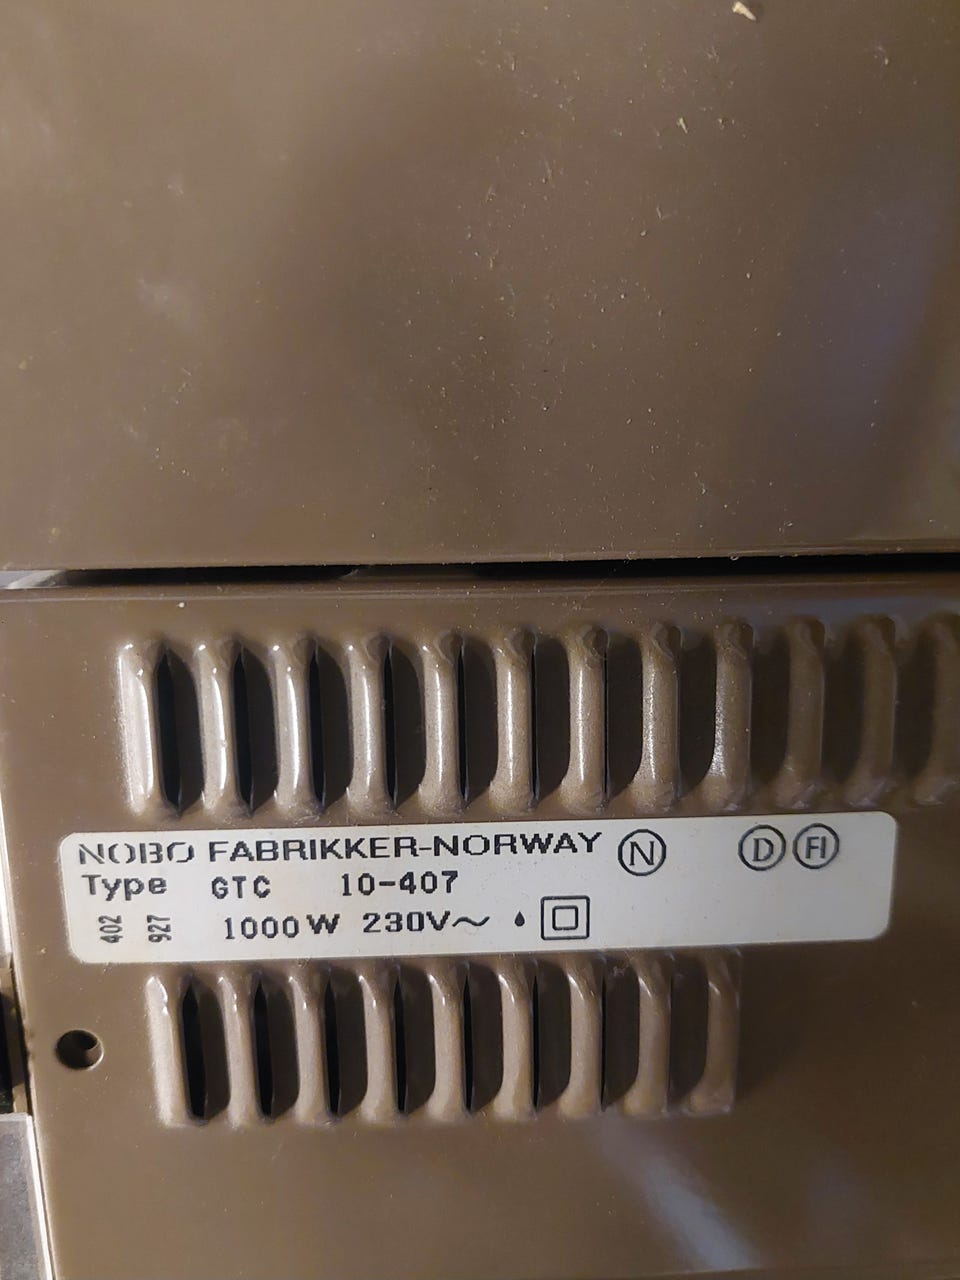 NOBO FABRIKKER-NORWAY N D FI
Type GTC 10-407
402 927 1000W 230V~